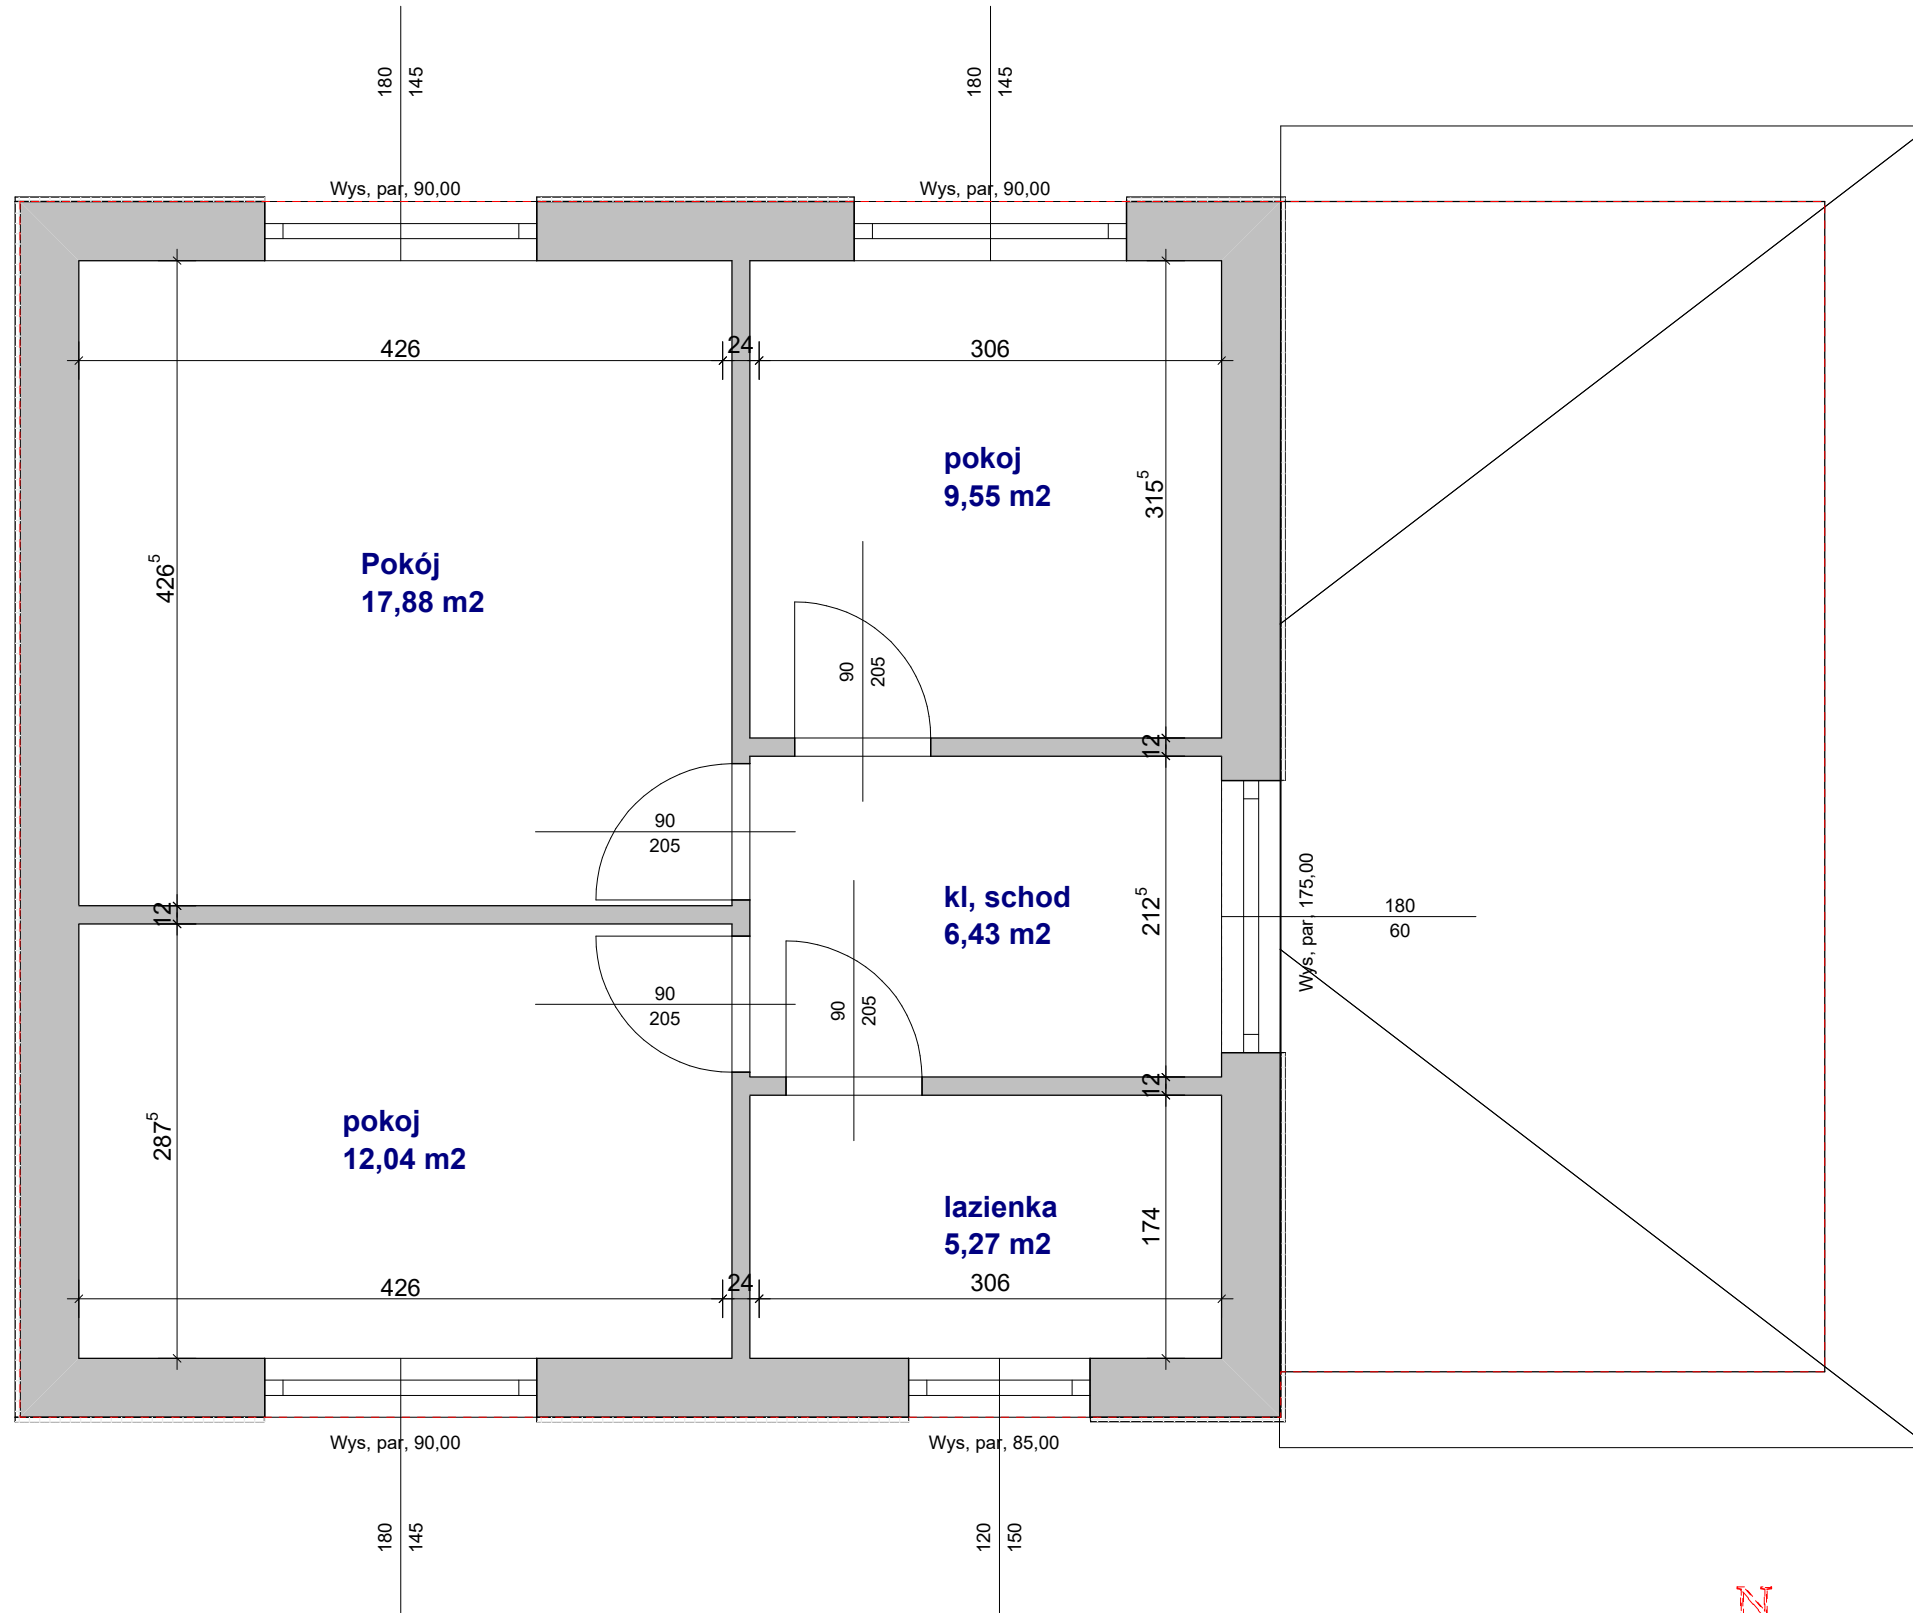 180
145
180
145
Wys, par, 90,00
Wys, par, 90,00
426
24
306
pokoj
9,55 m2
315⁵
Pokój
17,88 m2
426⁵
90
205
12
90
205
12
kl, schod
6,43 m2
212⁵
Wys, par, 175,00
180
60
90
205
90
205
12
pokoj
12,04 m2
287⁵
lazienka
5,27 m2
174
426
24
306
Wys, par, 90,00
Wys, par, 85,00
180
145
120
150
N